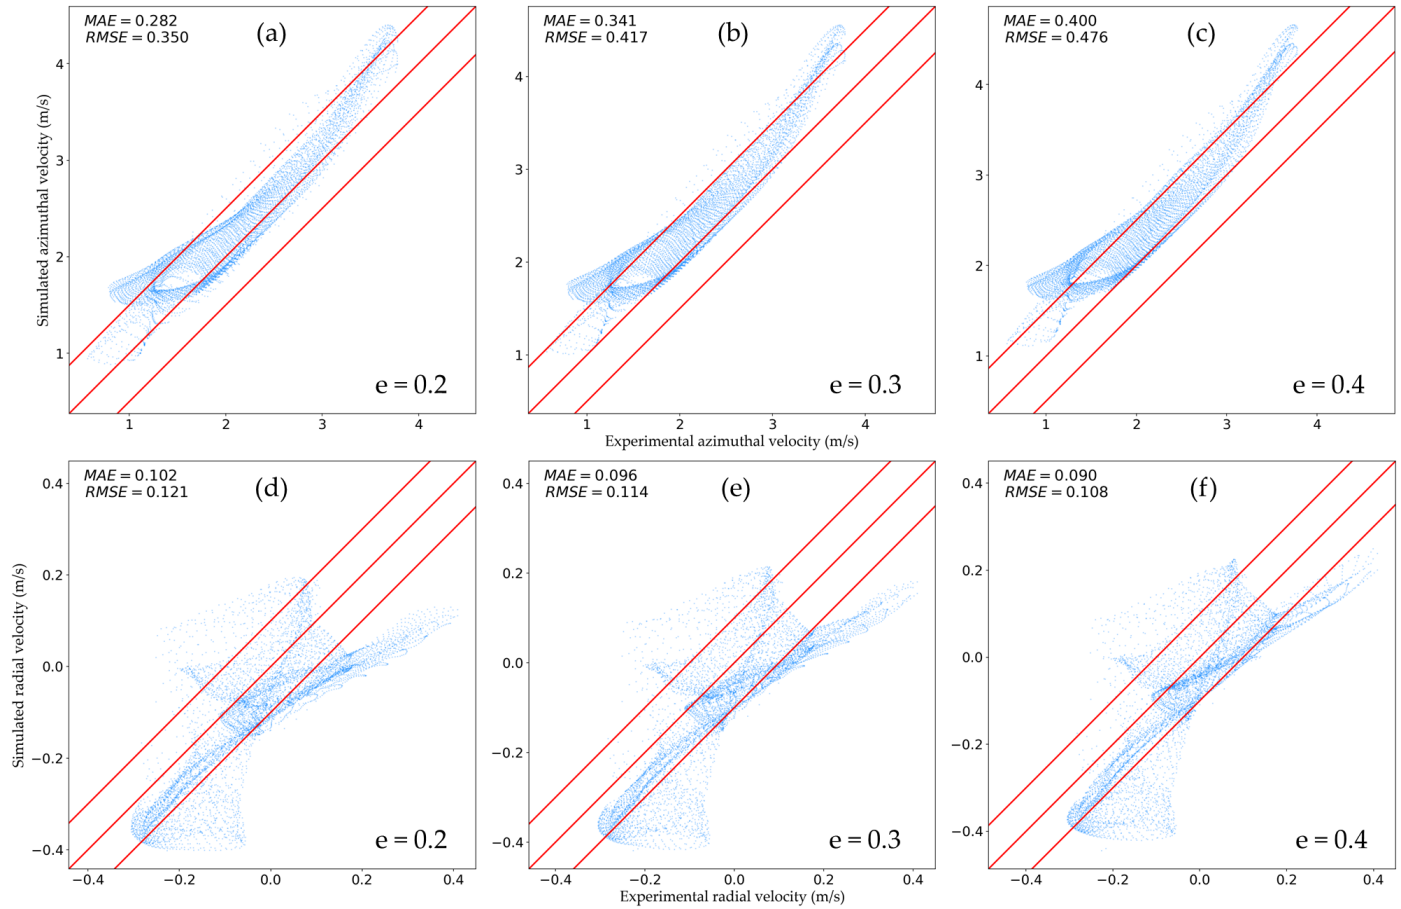 MAE = 0.282
RMSE = 0.350
(a)
4
3
2
1
Simulated azimuthal velocity (m/s)
e = 0.2
1 2 3 4
MAE = 0.341
RMSE = 0.417
(b)
4
3
2
1
e = 0.3
1 2 3 4
Experimental azimuthal velocity (m/s)
MAE = 0.400
RMSE = 0.476
(c)
4
3
2
1
e = 0.4
1 2 3 4
MAE = 0.102
RMSE = 0.121
(d)
0.4
0.2
0.0
−0.2
−0.4
Simulated radial velocity (m/s)
e = 0.2
−0.4 −0.2 0.0 0.2 0.4
MAE = 0.096
RMSE = 0.114
(e)
0.4
0.2
0.0
−0.2
−0.4
e = 0.3
−0.4 −0.2 0.0 0.2 0.4
Experimental radial velocity (m/s)
MAE = 0.090
RMSE = 0.108
(f)
0.4
0.2
0.0
−0.2
−0.4
e = 0.4
−0.4 −0.2 0.0 0.2 0.4